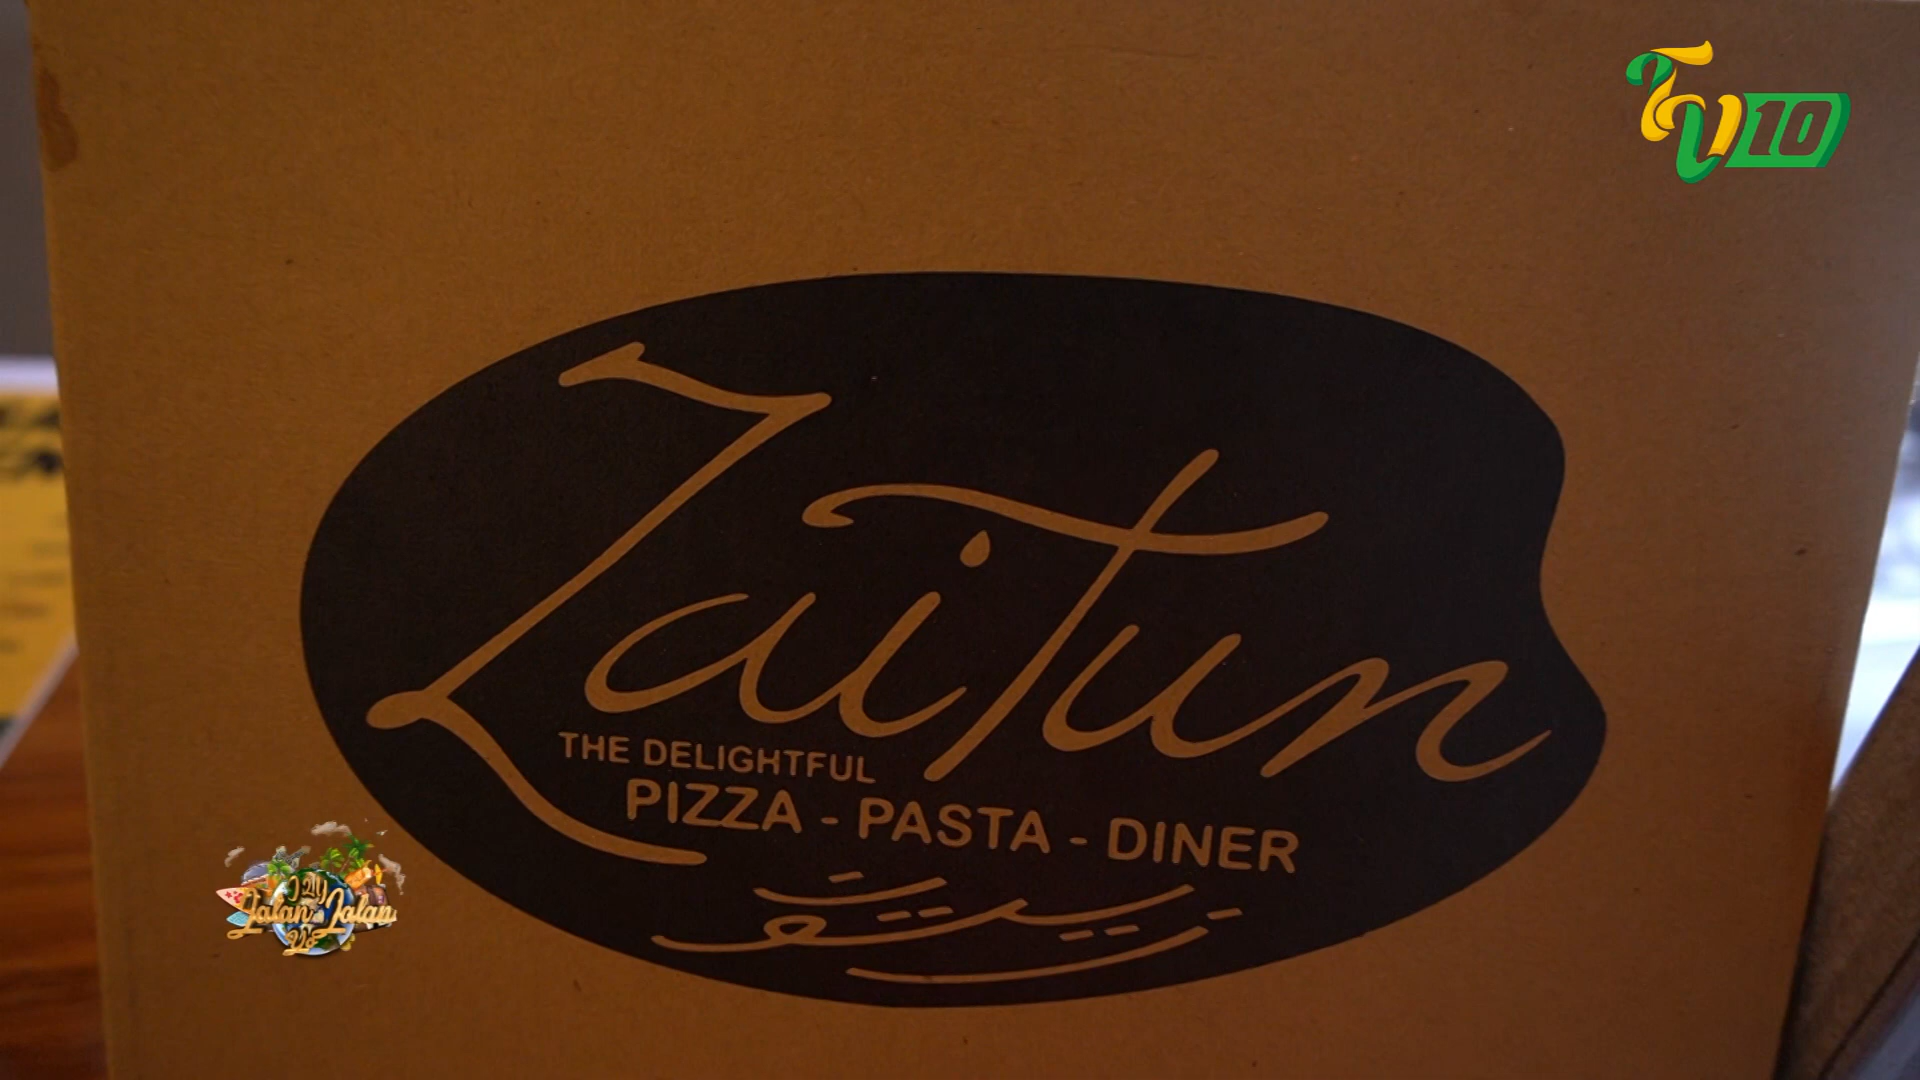 TV10
Zaitun
THE DELIGHTFUL
PIZZA - PASTA - DINER
زيتون
Jalan Jalan